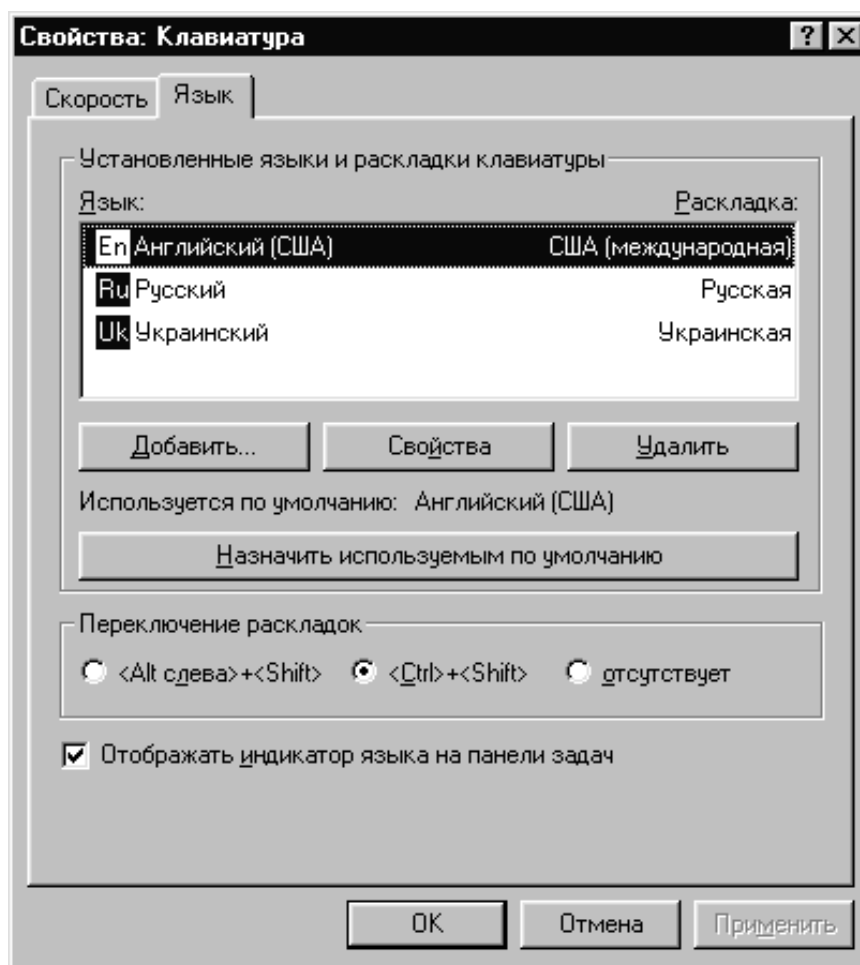 Свойства: Клавиатура ? X
Скорость Язык
Установленные языки и раскладки клавиатуры
Язык: Раскладка:
En Английский (США) США (международная)
Ru Русский Русская
Uk Украинский Украинская
Добавить... Свойства Удалить
Используется по умолчанию: Английский (США)
Назначить используемым по умолчанию
Переключение раскладок
<Alt слева>+<Shift> <Ctrl>+<Shift> отсутствует
Отображать индикатор языка на панели задач
OK Отмена Применить